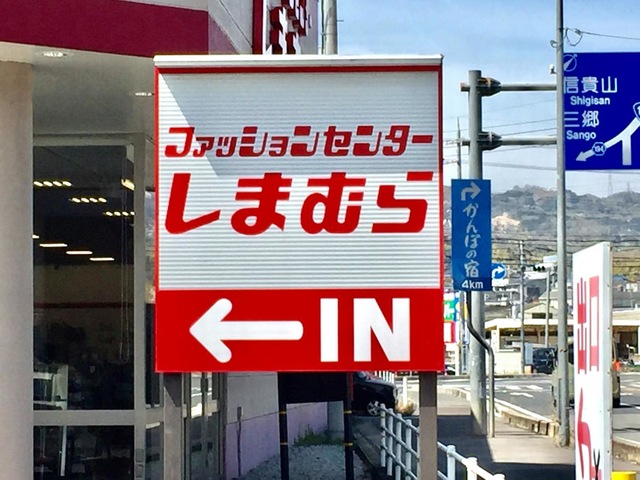 ファッションセンター
しまむら
← IN
信貴山
Shigisan
三郷
Sango
かんぽの宿
4km
出口